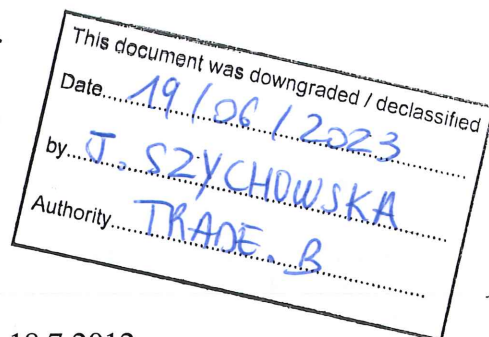 This document was downgraded / declassified
Date....19/06/2023
by....J. SZYCHOWSKA
Authority....TRADE.B